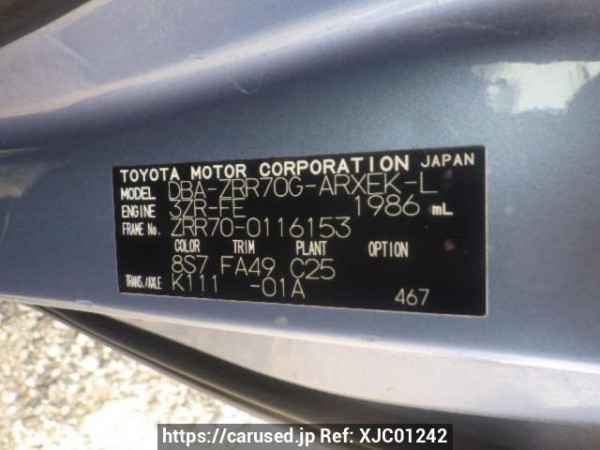 TOYOTA MOTOR CORPORATION JAPAN
MODEL DBA-ZRR70G-ARXEK-L
ENGINE 3ZR-FE 1986 mL
FRAME No. ZRR70-0116153
COLOR TRIM PLANT OPTION
8S7 FA49 C25
TRANS./AXLE K111 -01A
467
https://carused.jp Ref: XJC01242